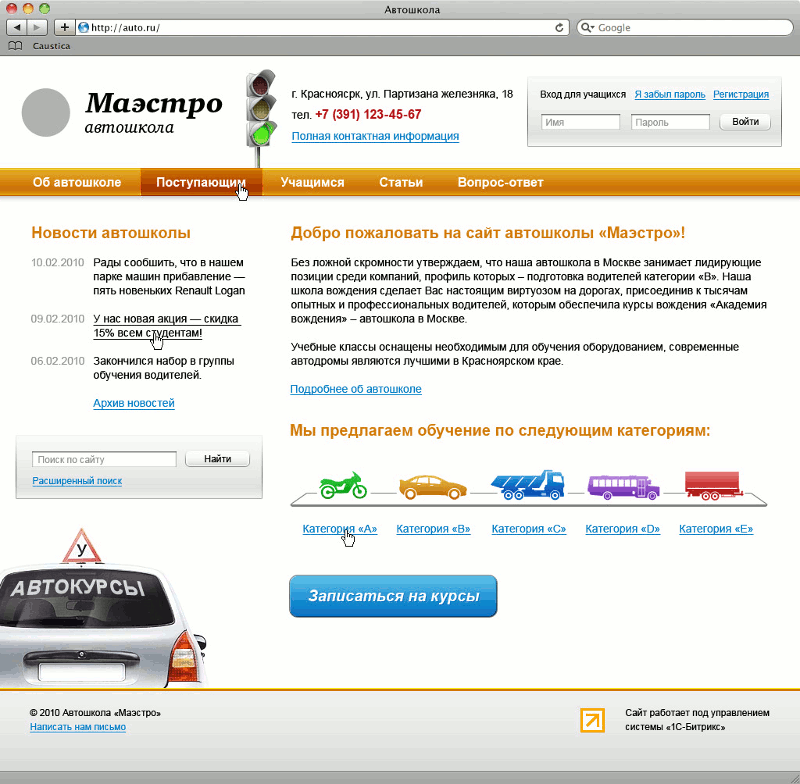 Автошкола
http://auto.ru/
Google
Caustica
Маэстро
автошкола
г. Красноясрк, ул. Партизана железняка, 18
тел. +7 (391) 123-45-67
Полная контактная информация
Вход для учащихся Я забыл пароль Регистрация
Имя Пароль Войти
Об автошколе Поступающим Учащимся Статьи Вопрос-ответ
Новости автошколы
10.02.2010 Рады сообшить, что в нашем
парке машин прибавление —
пять новеньких Renault Logan
09.02.2010 У нас новая акция — скидка
15% всем студентам!
06.02.2010 Закончился набор в группы
обучения водителей.
Архив новостей
Поиск по сайту Найти
Расширенный поиск
У
АВТОКУРСЫ
Добро пожаловать на сайт автошколы «Маэстро»!
Без ложной скромности утверждаем, что наша автошкола в Москве занимает лидирующие
позиции среди компаний, профиль которых – подготовка водителей категории «В». Наша
школа вождения сделает Вас настоящим виртуозом на дорогах, присоединив к тысячам
опытных и профессиональных водителей, которым обеспечила курсы вождения «Академия
вождения» – автошкола в Москве.
Учебные классы оснащены необходимым для обучения оборудованием, современные
автодромы являются лучшими в Красноярском крае.
Подробнее об автошколе
Мы предлагаем обучение по следующим категориям:
Категория «А» Категория «В» Категория «С» Категория «D» Категория «Е»
Записаться на курсы
© 2010 Автошкола «Маэстро»
Написать нам письмо
Сайт работает под управлением
системы «1С-Битрикс»